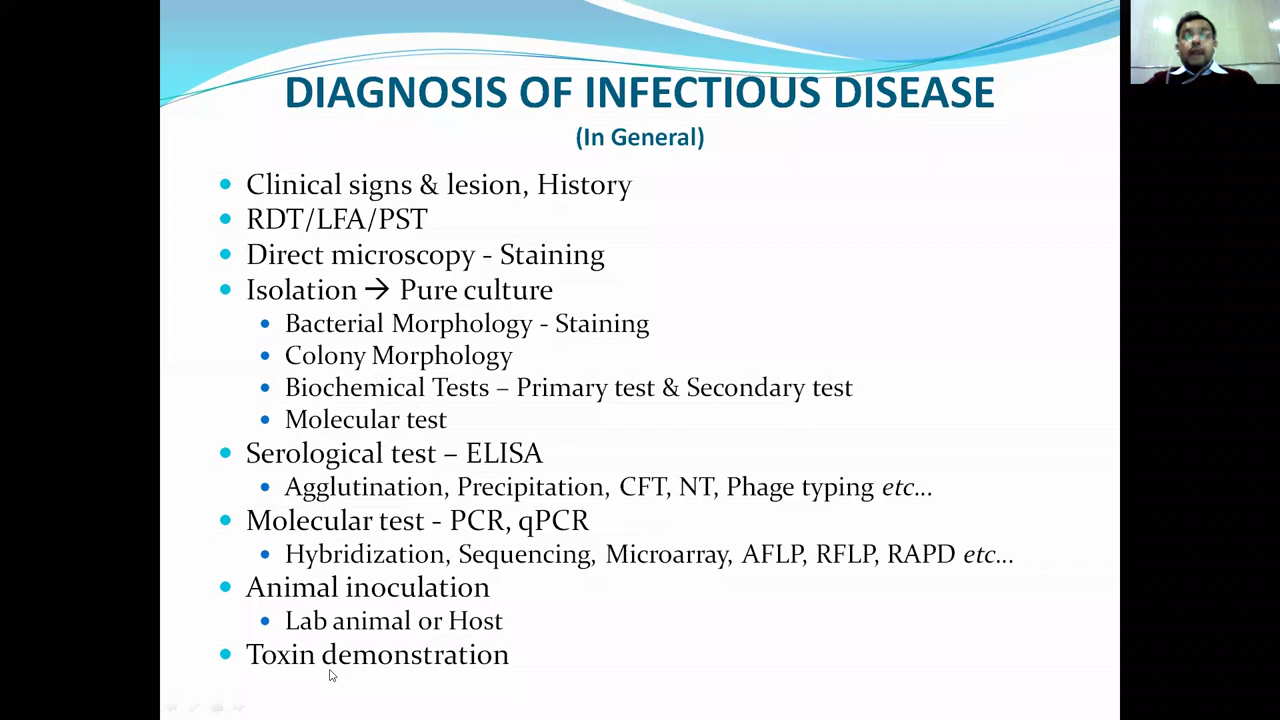 DIAGNOSIS OF INFECTIOUS DISEASE
(In General)
Clinical signs & lesion, History
RDT/LFA/PST
Direct microscopy - Staining
Isolation → Pure culture
Bacterial Morphology - Staining
Colony Morphology
Biochemical Tests – Primary test & Secondary test
Molecular test
Serological test – ELISA
Agglutination, Precipitation, CFT, NT, Phage typing etc...
Molecular test - PCR, qPCR
Hybridization, Sequencing, Microarray, AFLP, RFLP, RAPD etc...
Animal inoculation
Lab animal or Host
Toxin demonstration